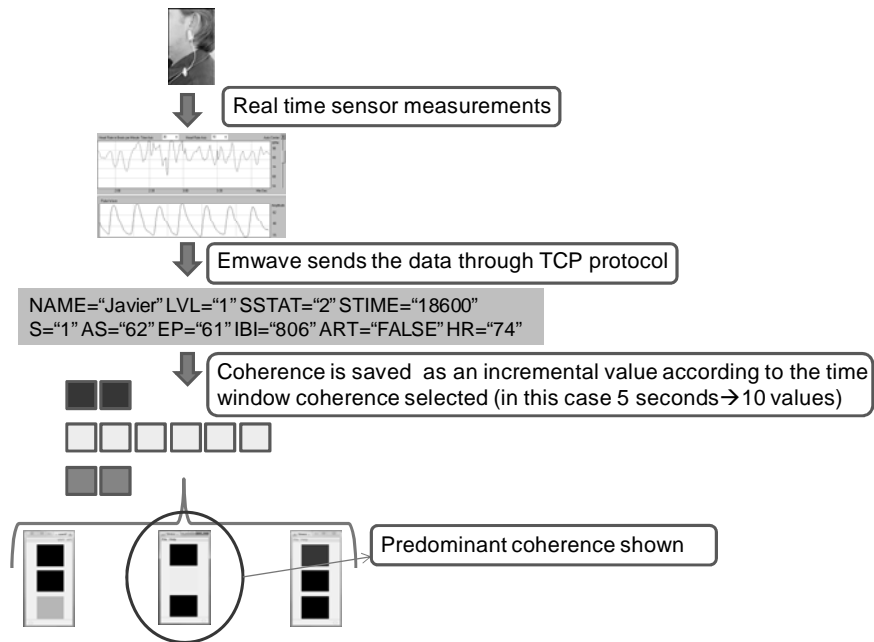 Real time sensor measurements
Emwave sends the data through TCP protocol
NAME=“Javier” LVL=“1” SSTAT=“2” STIME=“18600”
S=“1” AS=“62” EP=“61” IBI=“806” ART=“FALSE” HR=“74”
Coherence is saved as an incremental value according to the time
window coherence selected (in this case 5 seconds→10 values)
Predominant coherence shown